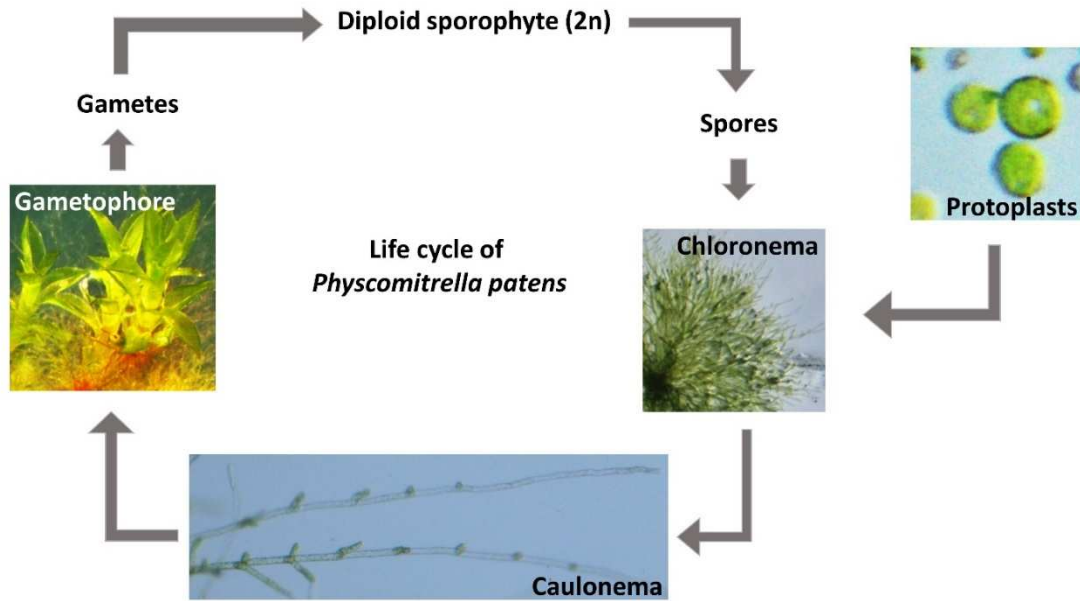 Diploid sporophyte (2n)
Gametes
Spores
Gametophore
Protoplasts
Chloronema
Life cycle of
Physcomitrella patens
Caulonema